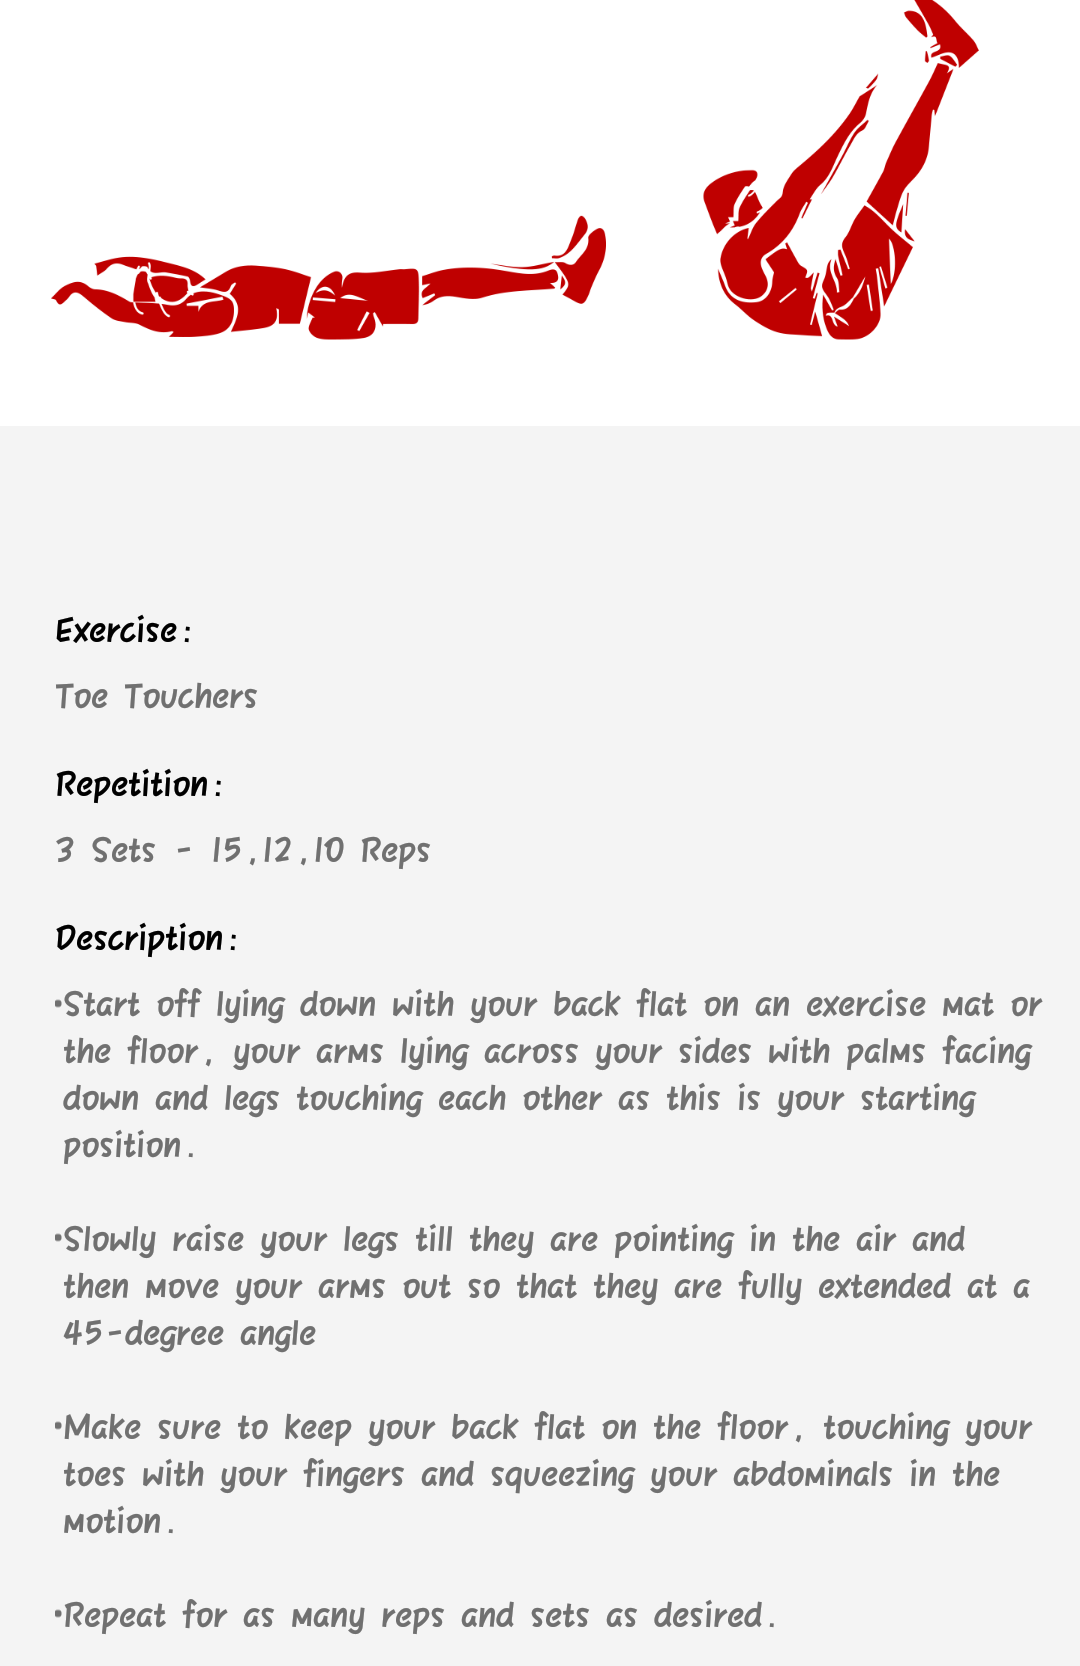 Exercise:
Toe Touchers
Repetition:
3 Sets - 15,12,10 Reps
Description:
•Start off lying down with your back flat on an exercise mat or
the floor, your arms lying across your sides with palms facing
down and legs touching each other as this is your starting
position.
•Slowly raise your legs till they are pointing in the air and
then move your arms out so that they are fully extended at a
45-degree angle
•Make sure to keep your back flat on the floor, touching your
toes with your fingers and squeezing your abdominals in the
motion.
•Repeat for as many reps and sets as desired.